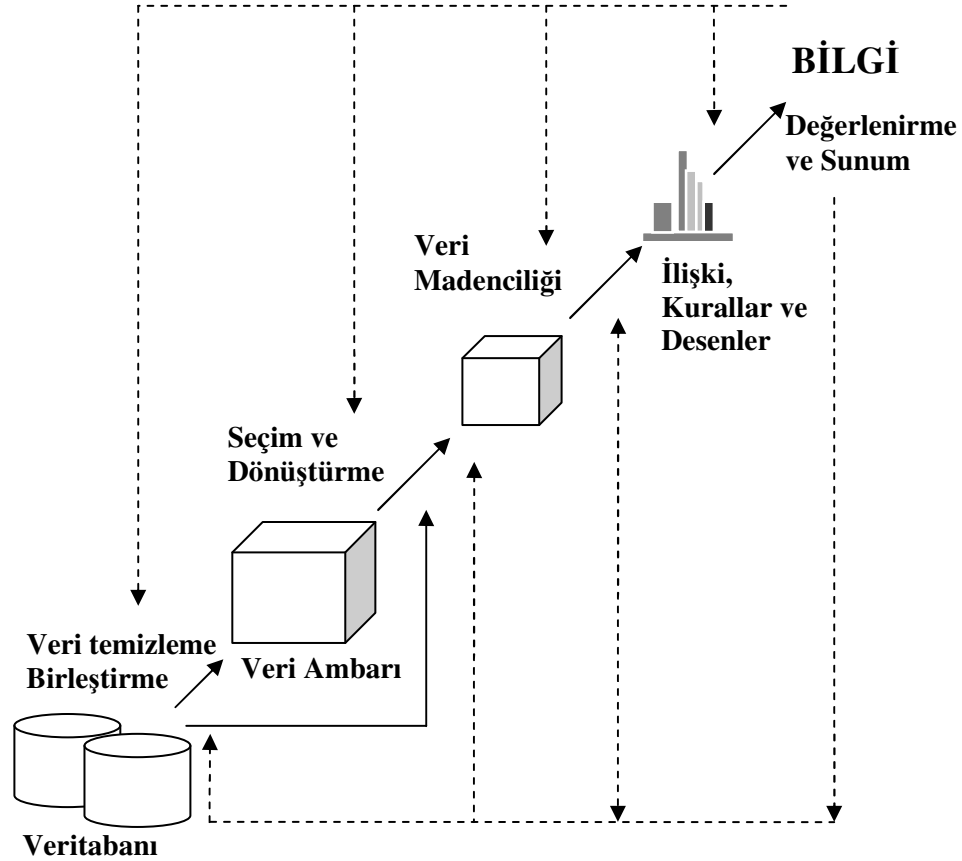 BİLGİ
Değerlenirme
ve Sunum
Veri
Madenciliği
İlişki,
Kurallar ve
Desenler
Seçim ve
Dönüştürme
Veri temizleme
Birleştirme
Veri Ambarı
Veritabanı